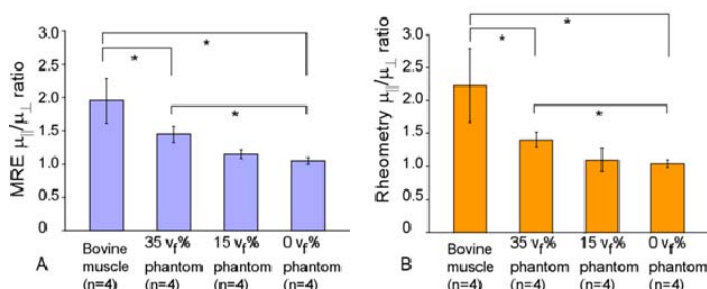 MRE μ||/μ⊥ ratio
3.0
2.5
2.0
1.5
1.0
0.5
0
*
*
*
Bovine muscle (n=4)
35 vf% phantom (n=4)
15 vf% phantom (n=4)
0 vf% phantom (n=4)
A
Rheometry μ||/μ⊥ ratio
3.0
2.5
2.0
1.5
1.0
0.5
0
*
*
*
Bovine muscle (n=4)
35 vf% phantom (n=4)
15 vf% phantom (n=4)
0 vf% phantom (n=4)
B